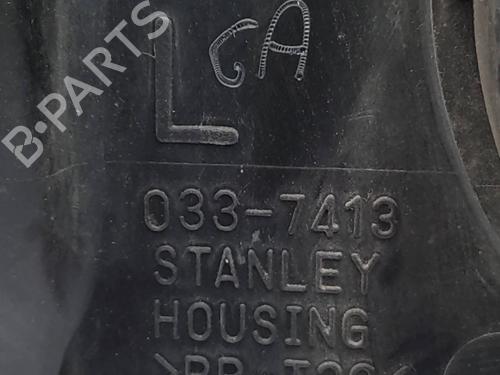 B-PARTS
L GA
033-7413
STANLEY
HOUSING